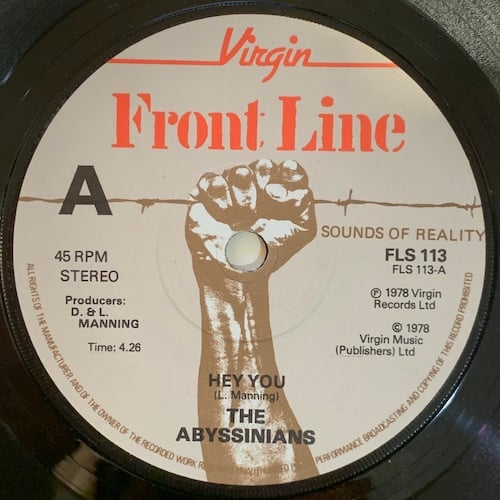 Virgin
Front Line
A
SOUNDS OF REALITY
45 RPM
STEREO
FLS 113
FLS 113-A
Producers:
D. & L.
MANNING
Time: 4.26
℗ 1978 Virgin
Records Ltd
© 1978
Virgin Music
(Publishers) Ltd
HEY YOU
(L. Manning)
THE
ABYSSINIANS
ALL RIGHTS OF THE MANUFACTURER AND OF THE OWNER OF THE RECORDED WORK PERFORMANCE BROADCASTING AND COPYING OF THIS RECORD PROHIBITED